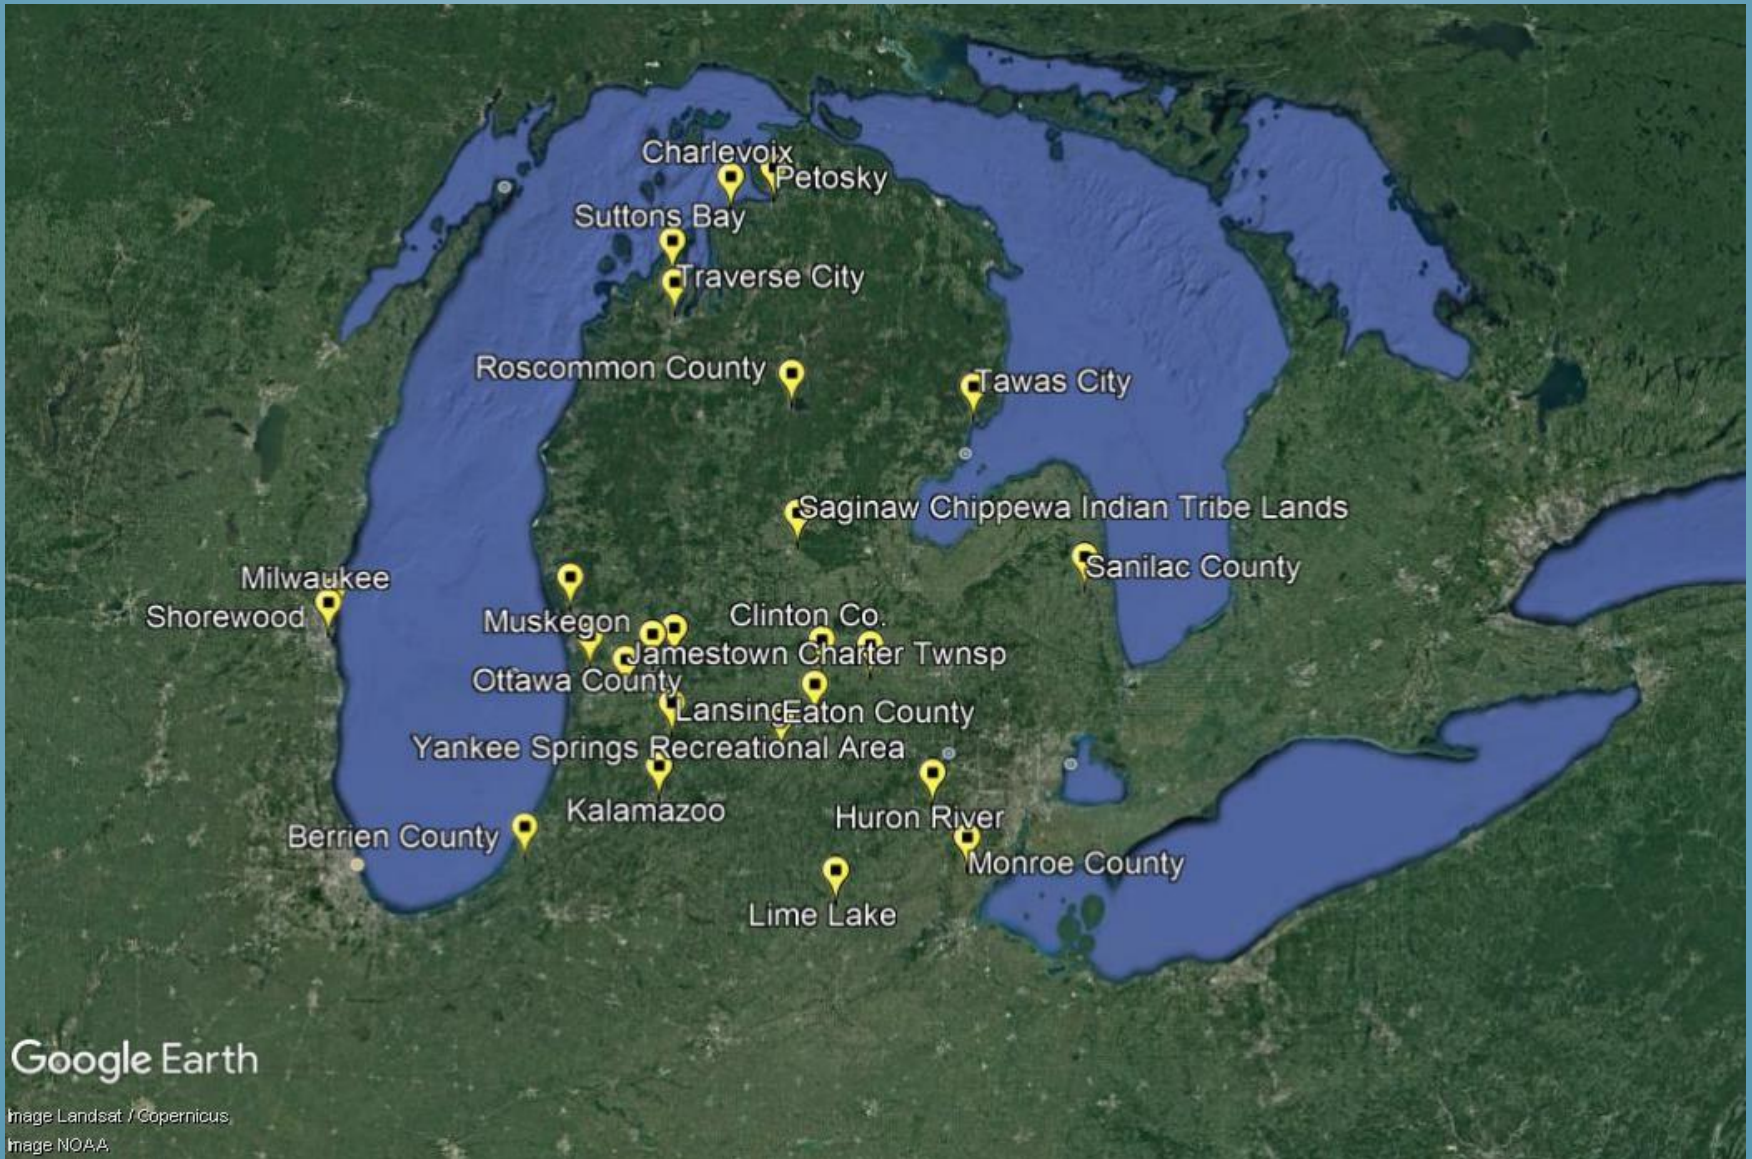 Charlevoix
Petosky
Suttons Bay
Traverse City
Roscommon County
Tawas City
Saginaw Chippewa Indian Tribe Lands
Sanilac County
Milwaukee
Shorewood
Muskegon
Clinton Co.
Jamestown Charter Twnsp
Ottawa County
Lansing
Eaton County
Yankee Springs Recreational Area
Kalamazoo
Huron River
Berrien County
Monroe County
Lime Lake
Google Earth
Image Landsat / Copernicus
Image NOAA